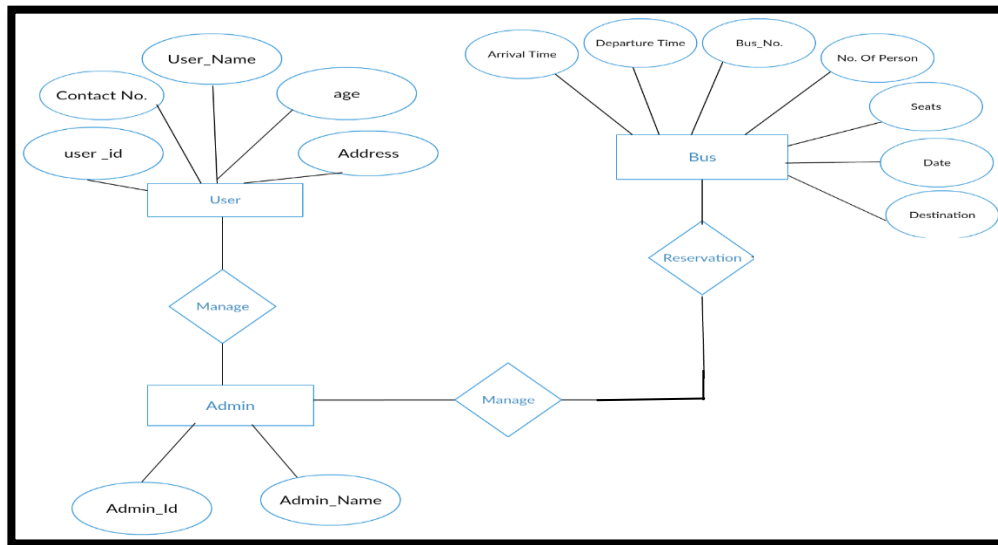 User_Name
Contact No.
age
user _id
Address
User
Manage
Admin
Admin_Id
Admin_Name
Manage
Arrival Time
Departure Time
Bus_No.
No. Of Person
Seats
Date
Destination
Bus
Reservation